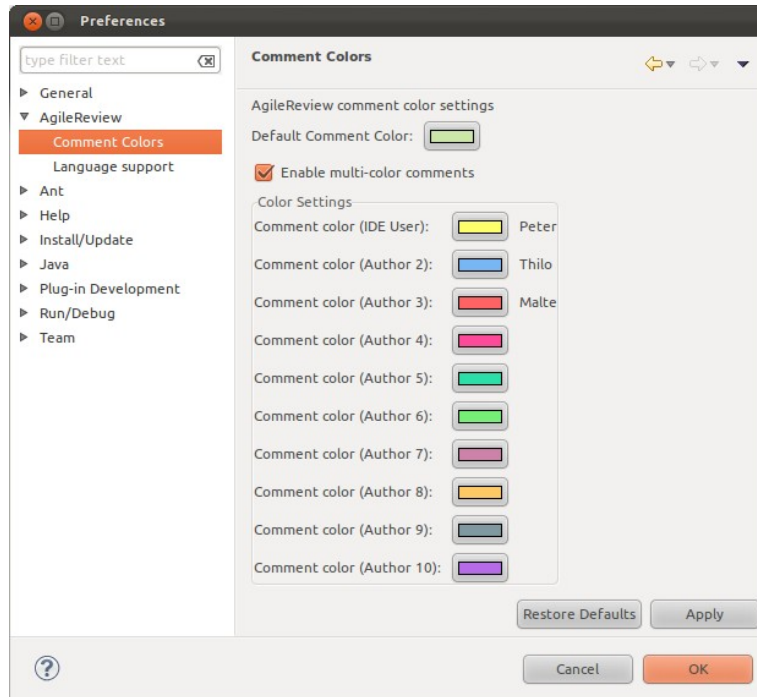 Preferences
type filter text
General
AgileReview
Comment Colors
Language support
Ant
Help
Install/Update
Java
Plug-in Development
Run/Debug
Team
Comment Colors
AgileReview comment color settings
Default Comment Color:
Enable multi-color comments
Color Settings
Comment color (IDE User): Peter
Comment color (Author 2): Thilo
Comment color (Author 3): Malte
Comment color (Author 4):
Comment color (Author 5):
Comment color (Author 6):
Comment color (Author 7):
Comment color (Author 8):
Comment color (Author 9):
Comment color (Author 10):
Restore Defaults Apply
? Cancel OK